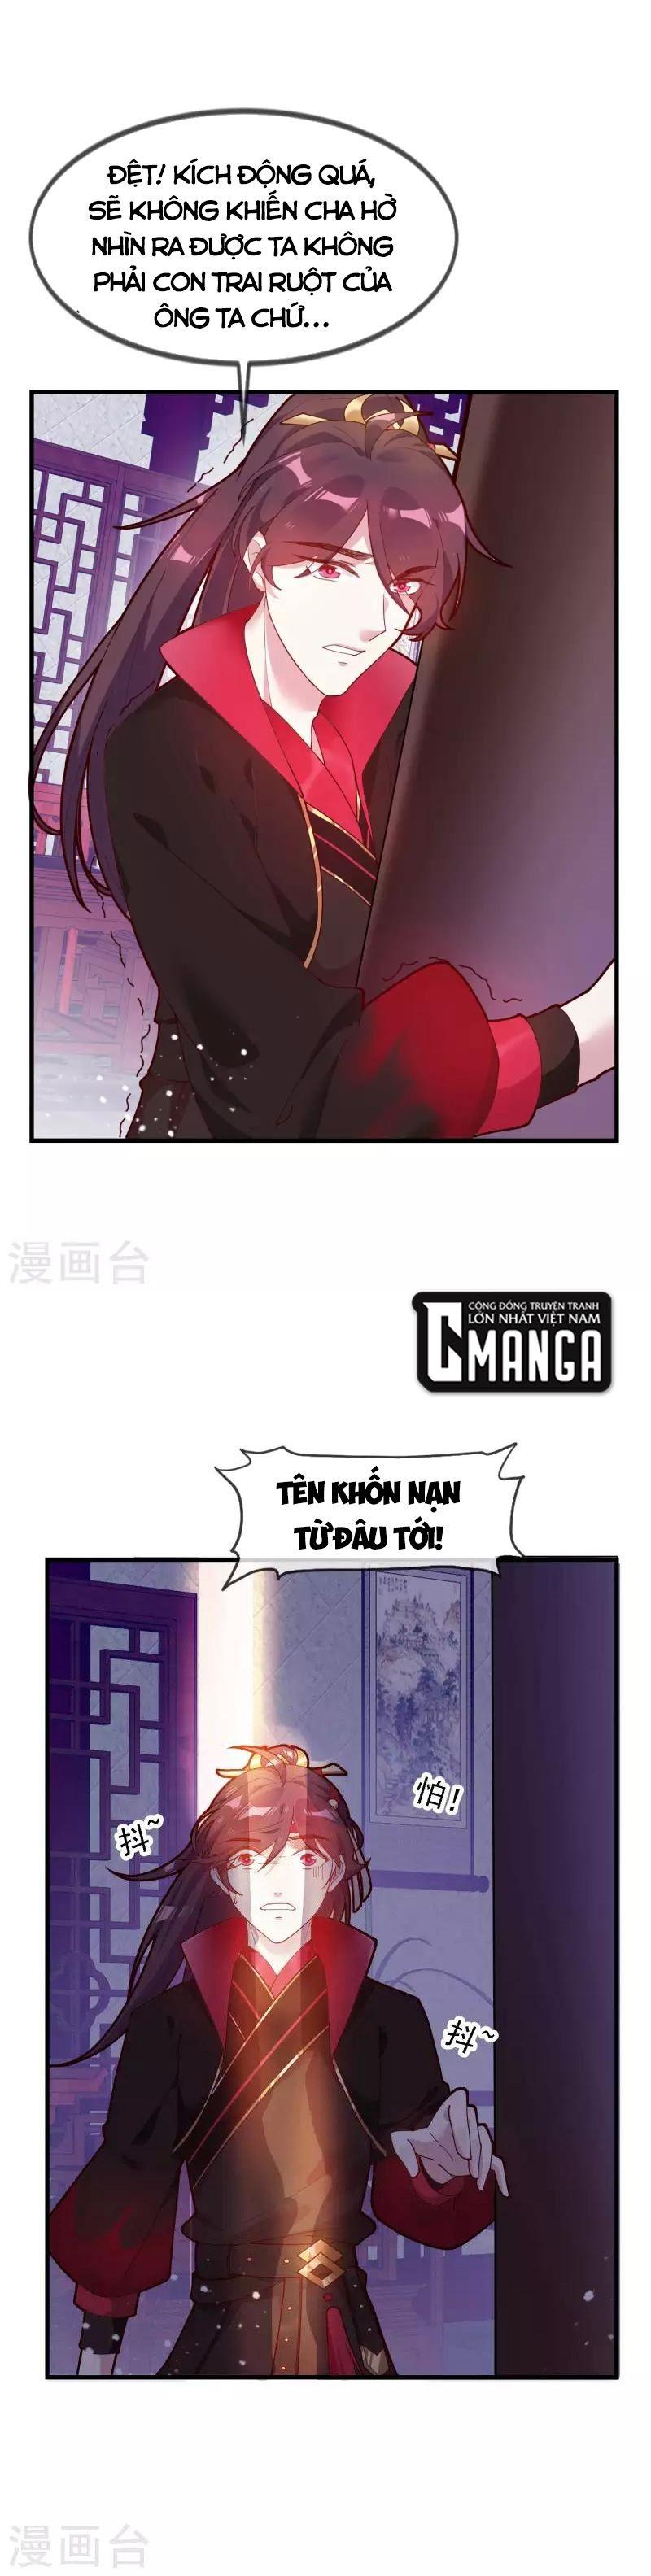 ĐỆT! KÍCH ĐỘNG QUÁ,
SẼ KHÔNG KHIẾN CHA HỜ
NHÌN RA ĐƯỢC TA KHÔNG
PHẢI CON TRAI RUỘT CỦA
ÔNG TA CHỨ...
漫画台
CỘNG ĐỒNG TRUYỆN TRANH
LỚN NHẤT VIỆT NAM
CMANGA
TÊN KHỐN NẠN
TỪ ĐÂU TỚI!
怕!
抖~
抖~
漫画台